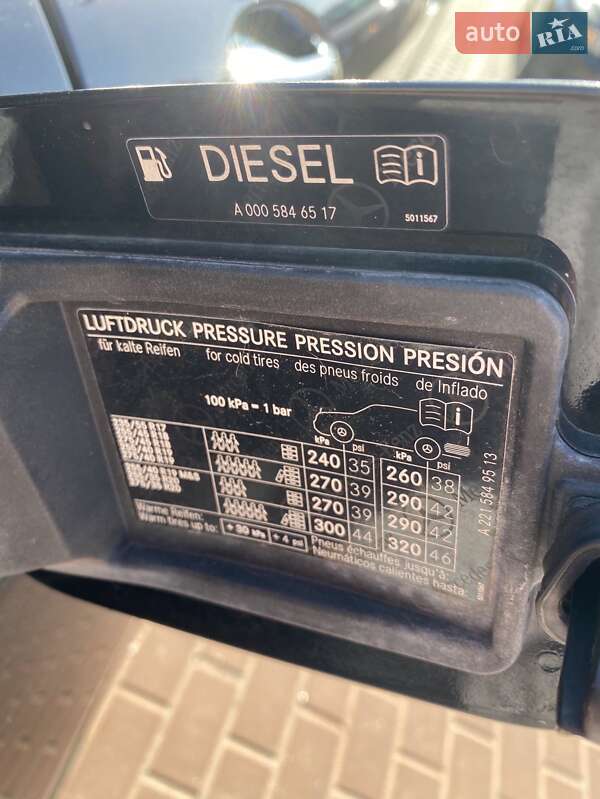 auto RIA .com
DIESEL
A 000 584 65 17
5011567
LUFTDRUCK PRESSURE PRESSION PRESIÓN
für kalte Reifen for cold tires des pneus froids de Inflado
100 kPa = 1 bar
kPa psi kPa psi
240 35 260 38
270 39 290 42
270 39 290 42
300 44 320 46
Warme Reifen: Pneus échauffes jusqu'à:
Warm tires up to: + 30 kPa + 4 psi Neumáticos calientes hasta:
A 221 584 95 13